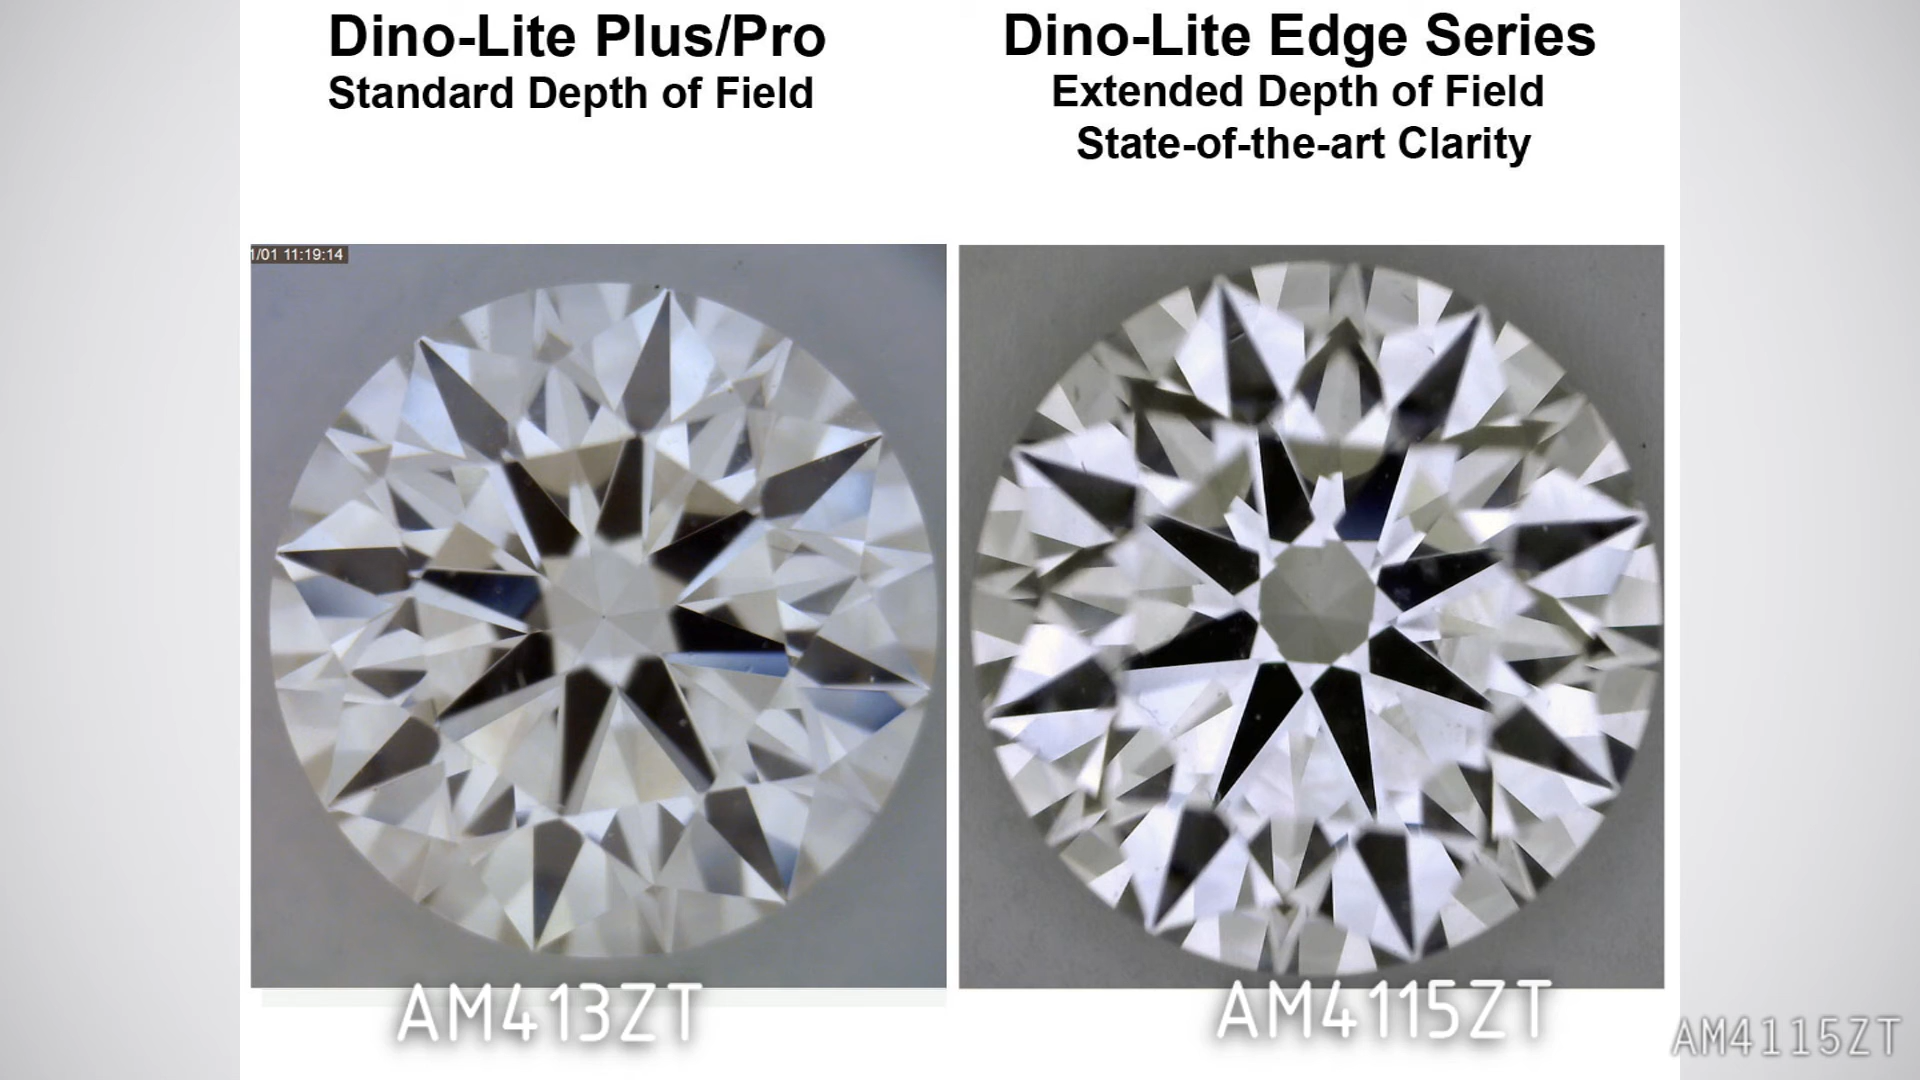 Dino-Lite Plus/Pro
Standard Depth of Field
Dino-Lite Edge Series
Extended Depth of Field
State-of-the-art Clarity
/01 11:19:14
AM413ZT
AM4115ZT
AM4115ZT